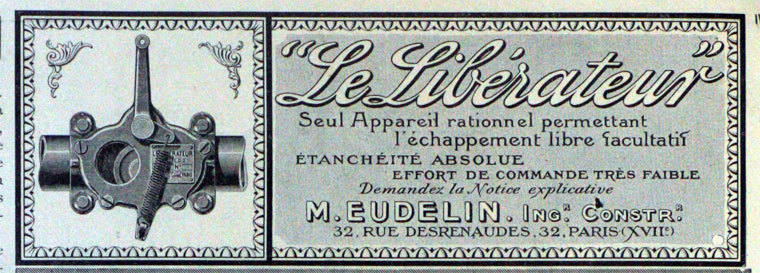 "Le Libérateur"
Seul Appareil rationnel permettant
l'échappement libre facultatif
ÉTANCHÉITÉ ABSOLUE
EFFORT DE COMMANDE TRÈS FAIBLE
Demandez la Notice explicative
M. EUDELIN. INGR. CONSTR.
32, RUE DESRENAUDES, 32, PARIS (XVIIe)